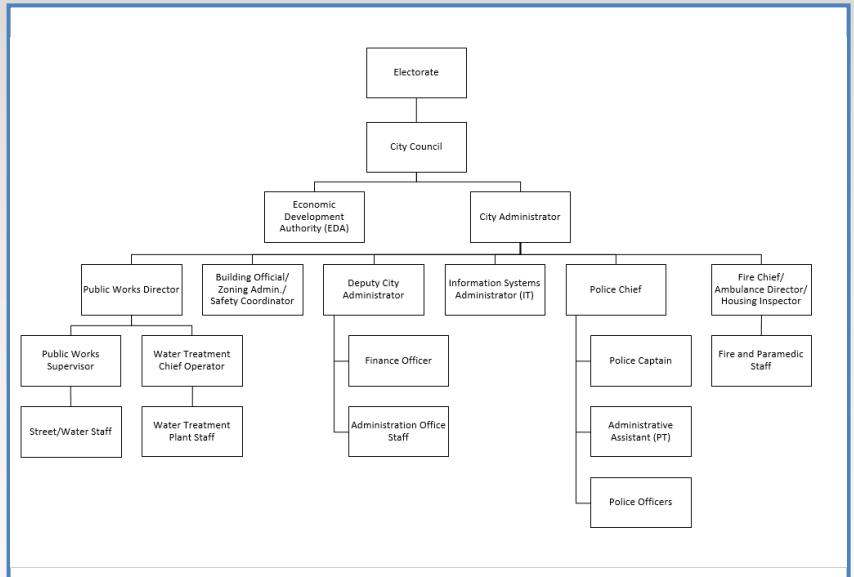 Electorate
City Council
Economic
Development
Authority (EDA)
City Administrator
Public Works Director
Building Official/
Zoning Admin./
Safety Coordinator
Deputy City
Administrator
Information Systems
Administrator (IT)
Police Chief
Fire Chief/
Ambulance Director/
Housing Inspector
Public Works
Supervisor
Water Treatment
Chief Operator
Finance Officer
Police Captain
Fire and Paramedic
Staff
Street/Water Staff
Water Treatment
Plant Staff
Administration Office
Staff
Administrative
Assistant (PT)
Police Officers